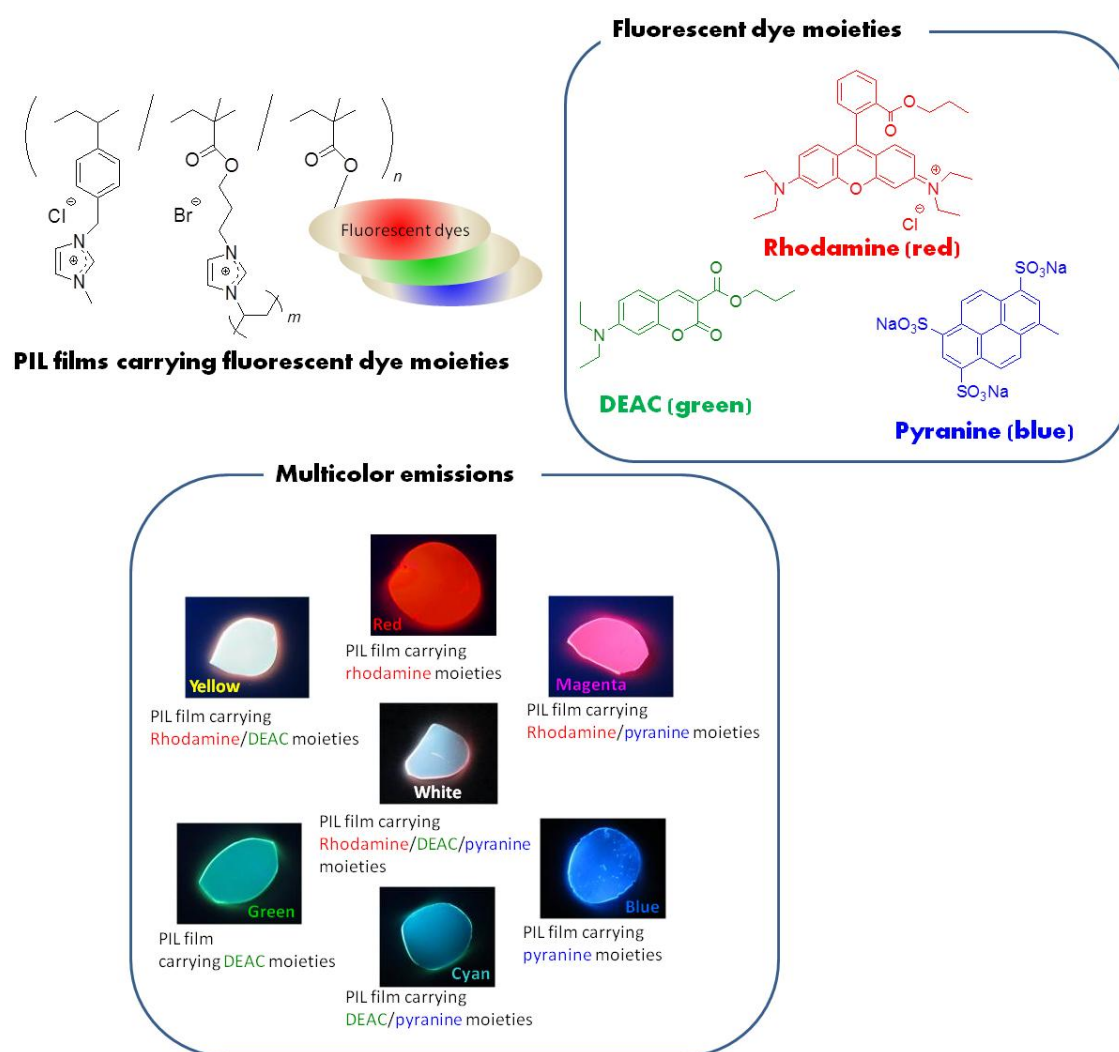 Fluorescent dye moieties
O
O
n
Cl⊖
Br⊖
N
N
⊕
N
N
⊕
m
O
O
Fluorescent dyes
PIL films carrying fluorescent dye moieties
O
O
N
O
N
⊕
Cl⊖
Rhodamine (red)
O
O
N
O
O
DEAC (green)
SO₃Na
NaO₃S
SO₃Na
Pyranine (blue)
Multicolor emissions
Red
PIL film carrying
rhodamine moieties
Yellow
PIL film carrying
Rhodamine/DEAC moieties
Magenta
PIL film carrying
Rhodamine/pyranine moieties
White
PIL film carrying
Rhodamine/DEAC/pyranine
moieties
Green
PIL film
carrying DEAC moieties
Blue
PIL film carrying
pyranine moieties
Cyan
PIL film carrying
DEAC/pyranine moieties